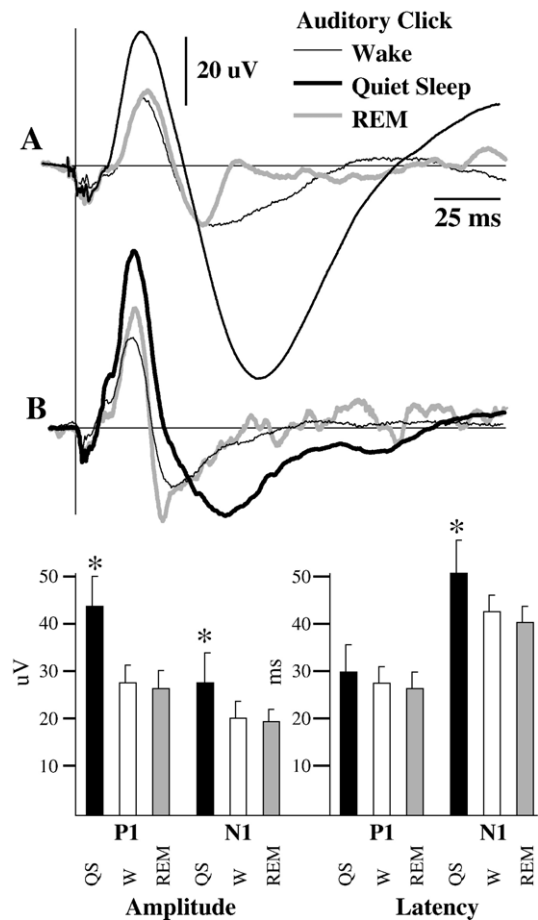 Auditory Click
Wake
Quiet Sleep
REM
20 uV
A
25 ms
B
* * *
50 50
40 40
30 30
20 20
10 10
uV ms
P1 N1 P1 N1
QS W REM QS W REM QS W REM QS W REM
Amplitude Latency